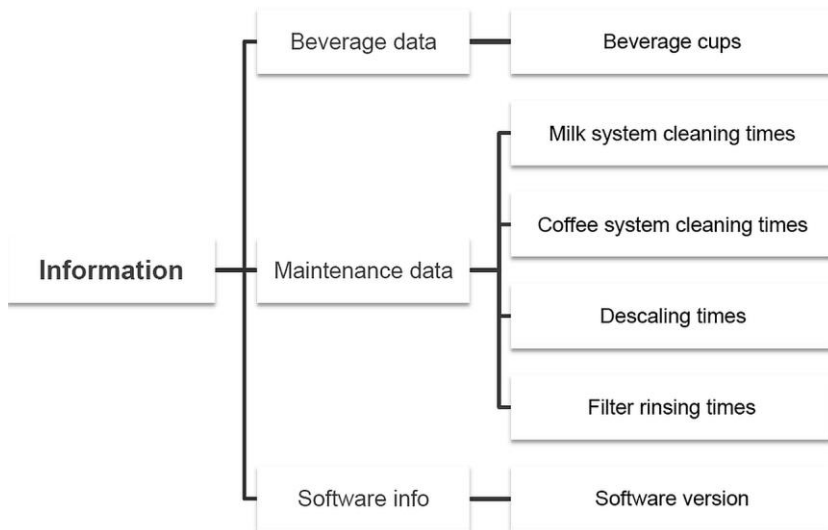 Information
Beverage data
Beverage cups
Maintenance data
Milk system cleaning times
Coffee system cleaning times
Descaling times
Filter rinsing times
Software info
Software version